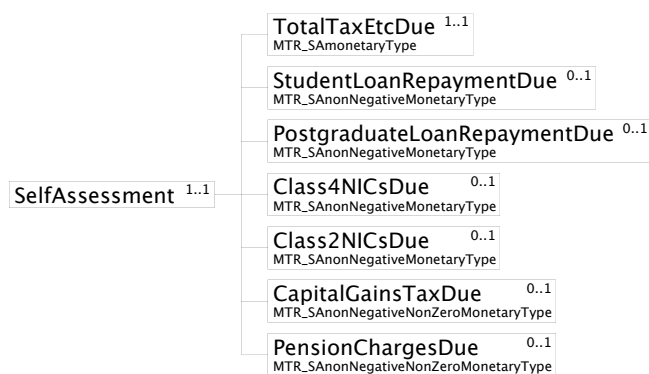 TotalTaxEtcDue 1..1
MTR_SAmonetaryType
StudentLoanRepaymentDue 0..1
MTR_SAnonNegativeMonetaryType
PostgraduateLoanRepaymentDue 0..1
MTR_SAnonNegativeMonetaryType
SelfAssessment 1..1
Class4NICsDue 0..1
MTR_SAnonNegativeMonetaryType
Class2NICsDue 0..1
MTR_SAnonNegativeMonetaryType
CapitalGainsTaxDue 0..1
MTR_SAnonNegativeNonZeroMonetaryType
PensionChargesDue 0..1
MTR_SAnonNegativeNonZeroMonetaryType